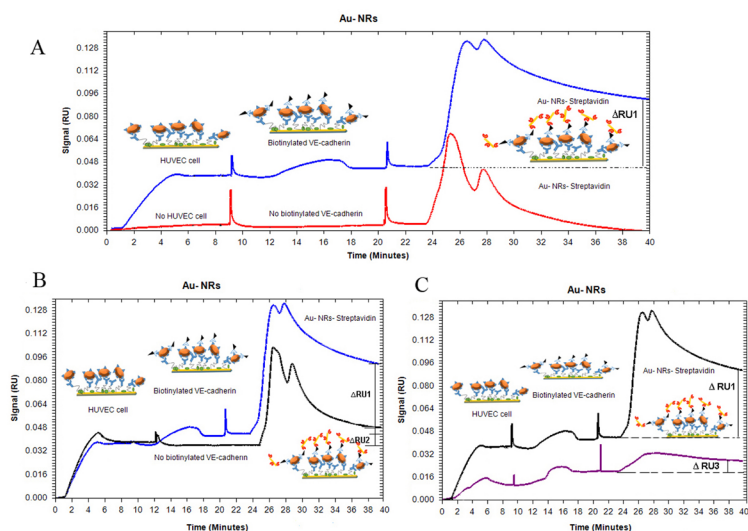 Au- NRs
A
0.128
0.112
0.096
0.080
0.064
0.048
0.032
0.016
0.000
Signal (RU)
HUVEC cell
Biotinylated VE-cadherin
Au- NRs- Streptavidin
ΔRU1
Au- NRs- Streptavidin
No HUVEC cell
No biotinylated VE-cadherin
0 2 4 6 8 10 12 14 16 18 20 22 24 26 28 30 32 34 36 38 40
Time (Minutes)
B
Au- NRs
0.128
0.112
0.096
0.080
0.064
0.048
0.032
0.016
0.000
Signal (RU)
Au- NRs- Streptavidin
HUVEC cell
Biotinylated VE-cadherin
ΔRU1
ΔRU2
No biotinylated VE-cadherin
0 2 4 6 8 10 12 14 16 18 20 22 24 26 28 30 32 34 36 38 40
Time (Minutes)
C
Au- NRs
0.128
0.112
0.096
0.080
0.064
0.048
0.032
0.016
0.000
Signal (RU)
HUVEC cell
Biotinylated VE-cadherin
Au- NRs- Streptavidin
Δ RU1
Δ RU3
0 2 4 6 8 10 12 14 16 18 20 22 24 26 28 30 32 34 36 38 40
Time (Minutes)